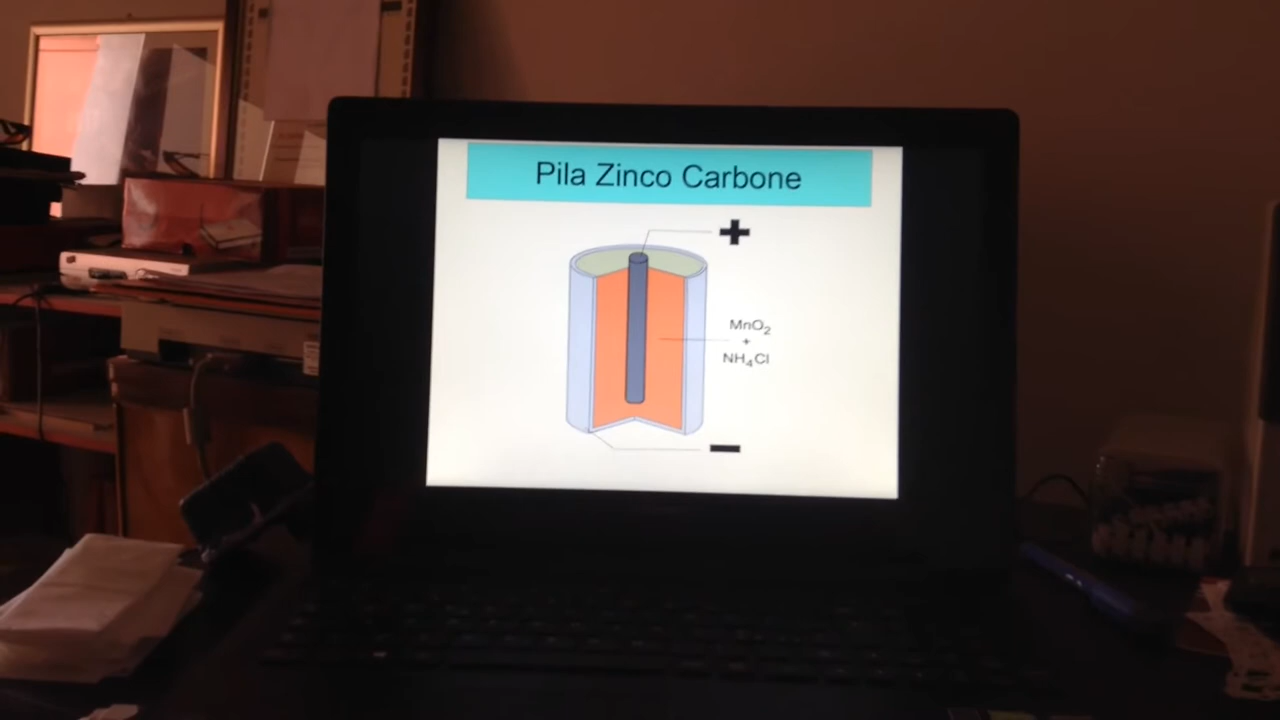 Pila Zinco Carbone
+
MnO₂
+
NH₄Cl
−